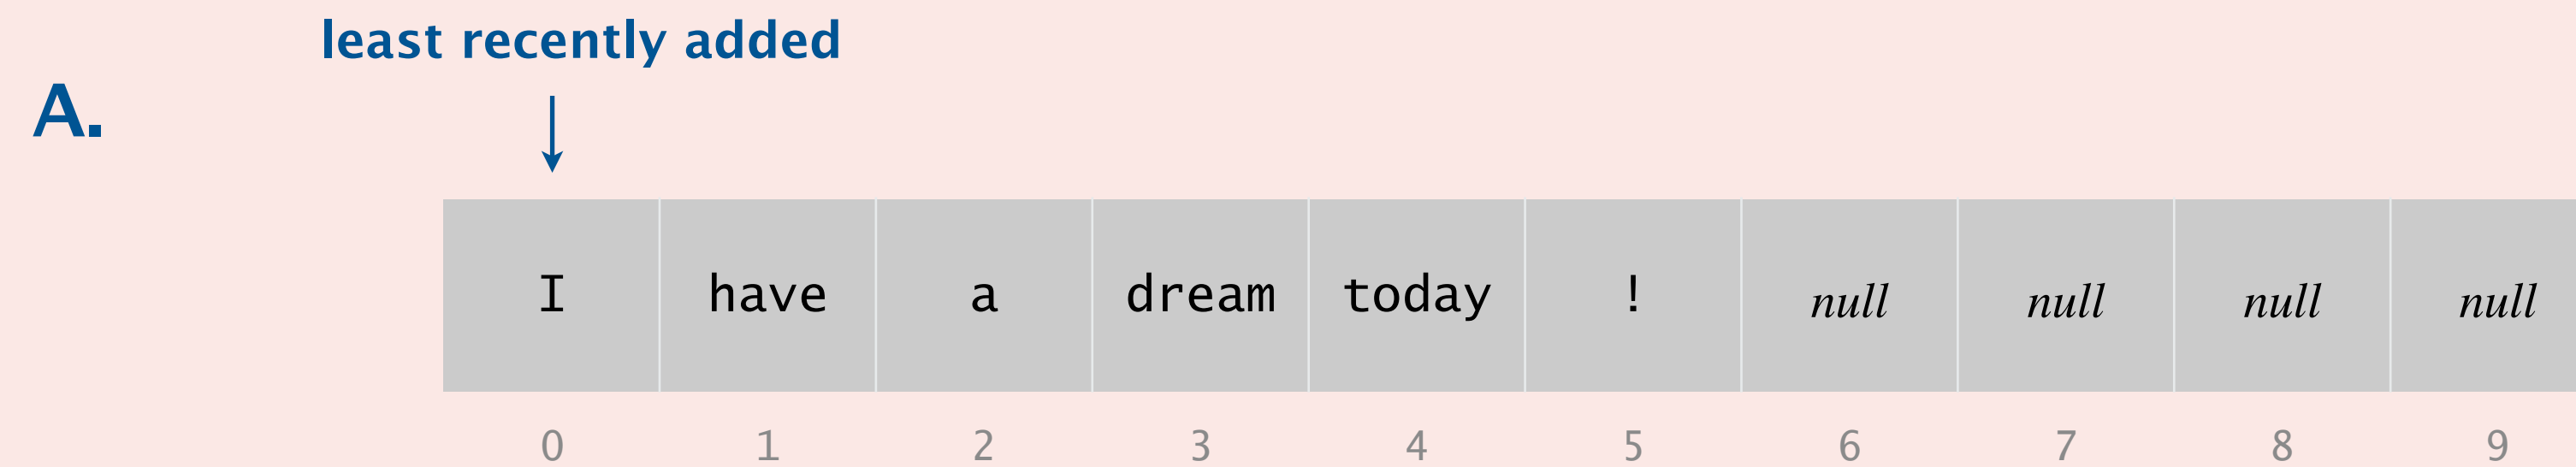 least recently added
A.
I have a dream today ! null null null null
0 1 2 3 4 5 6 7 8 9